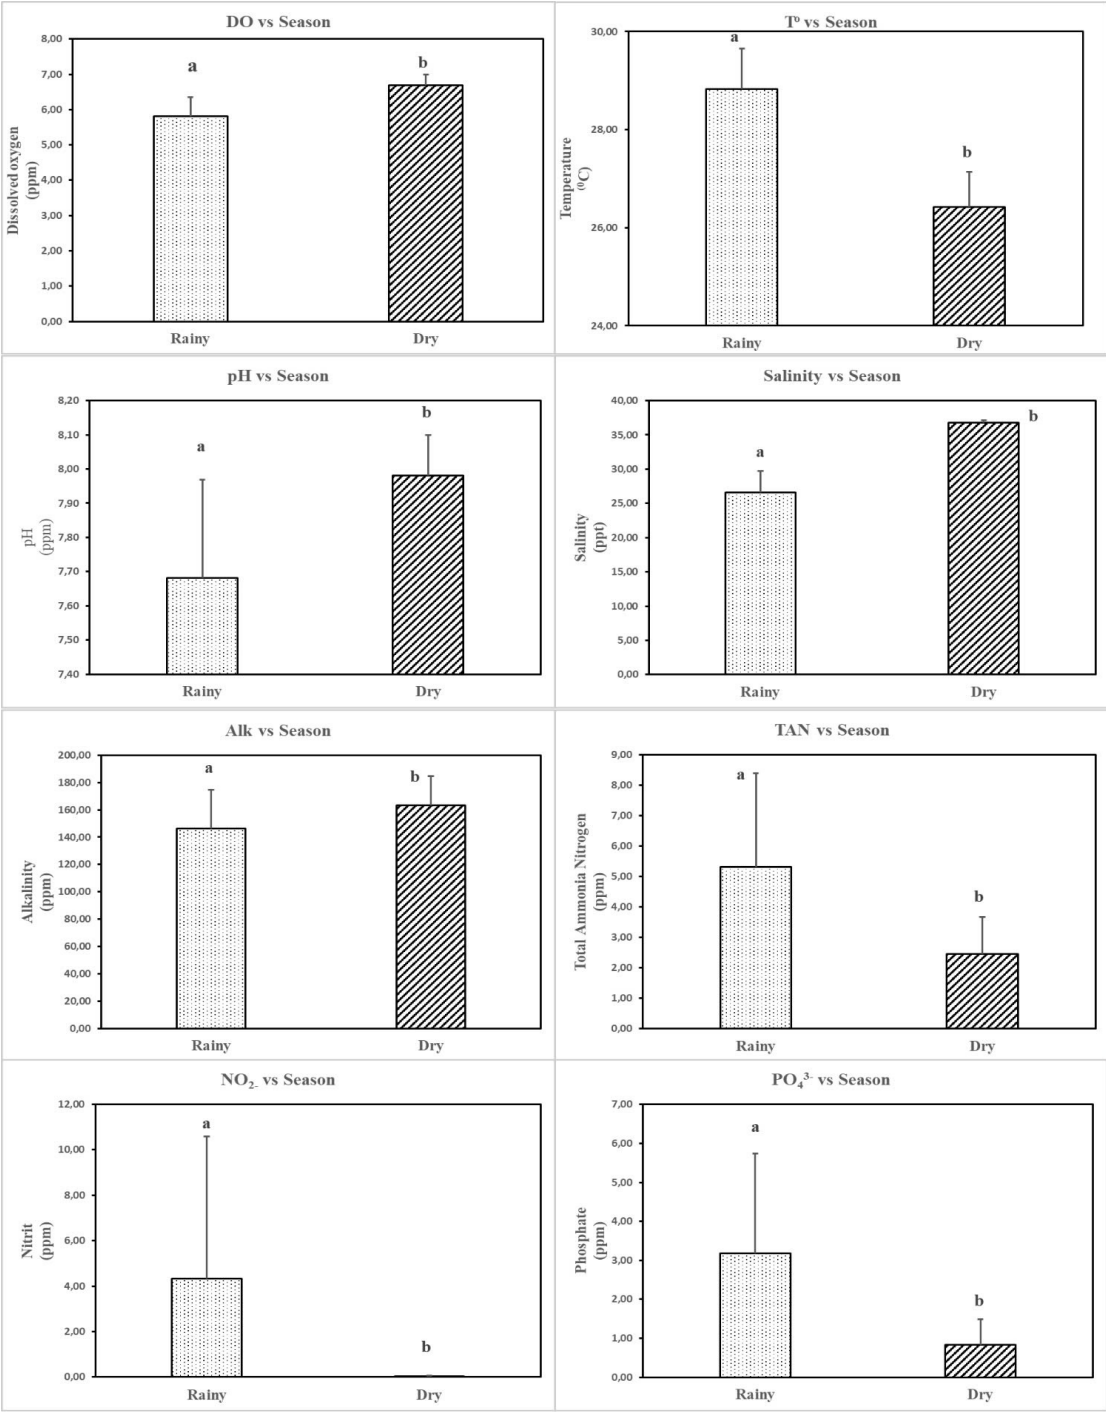 DO vs Season
8,00
7,00
6,00
5,00
4,00
3,00
2,00
1,00
0,00
Dissolved oxygen
(ppm)
a
b
Rainy
Dry
Tº vs Season
30,00
28,00
26,00
24,00
Temperature
(⁰C)
a
b
Rainy
Dry
pH vs Season
8,20
8,10
8,00
7,90
7,80
7,70
7,60
7,50
7,40
pH
(ppm)
a
b
Rainy
Dry
Salinity vs Season
40,00
35,00
30,00
25,00
20,00
15,00
10,00
5,00
0,00
Salinity
(ppt)
a
b
Rainy
Dry
Alk vs Season
200,00
180,00
160,00
140,00
120,00
100,00
80,00
60,00
40,00
20,00
0,00
Alkalinity
(ppm)
a
b
Rainy
Dry
TAN vs Season
9,00
8,00
7,00
6,00
5,00
4,00
3,00
2,00
1,00
0,00
Total Ammonia Nitrogen
(ppm)
a
b
Rainy
Dry
NO₂₋ vs Season
12,00
10,00
8,00
6,00
4,00
2,00
0,00
Nitrit
(ppm)
a
b
Rainy
Dry
PO₄³⁻ vs Season
7,00
6,00
5,00
4,00
3,00
2,00
1,00
0,00
Phosphate
(ppm)
a
b
Rainy
Dry